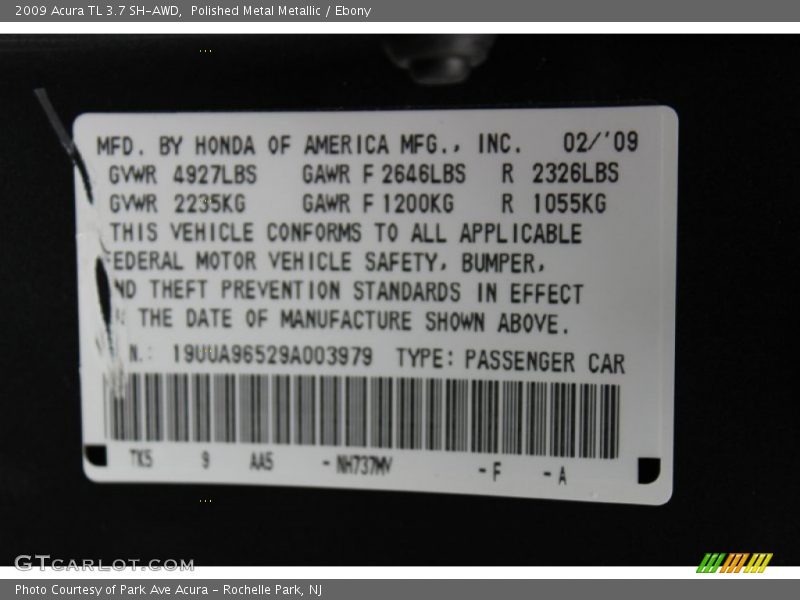 2009 Acura TL 3.7 SH-AWD,  Polished Metal Metallic / Ebony
MFD. BY HONDA OF AMERICA MFG., INC. 02/'09
GVWR 4927LBS GAWR F 2646LBS R 2326LBS
GVWR 2235KG GAWR F 1200KG R 1055KG
THIS VEHICLE CONFORMS TO ALL APPLICABLE
FEDERAL MOTOR VEHICLE SAFETY, BUMPER,
AND THEFT PREVENTION STANDARDS IN EFFECT
THE DATE OF MANUFACTURE SHOWN ABOVE.
N.: 19UUA96529A003979 TYPE: PASSENGER CAR
TK5 9 AA5 -NH737MV -F -A
GTCARLOT.COM
Photo Courtesy of Park Ave Acura - Rochelle Park, NJ